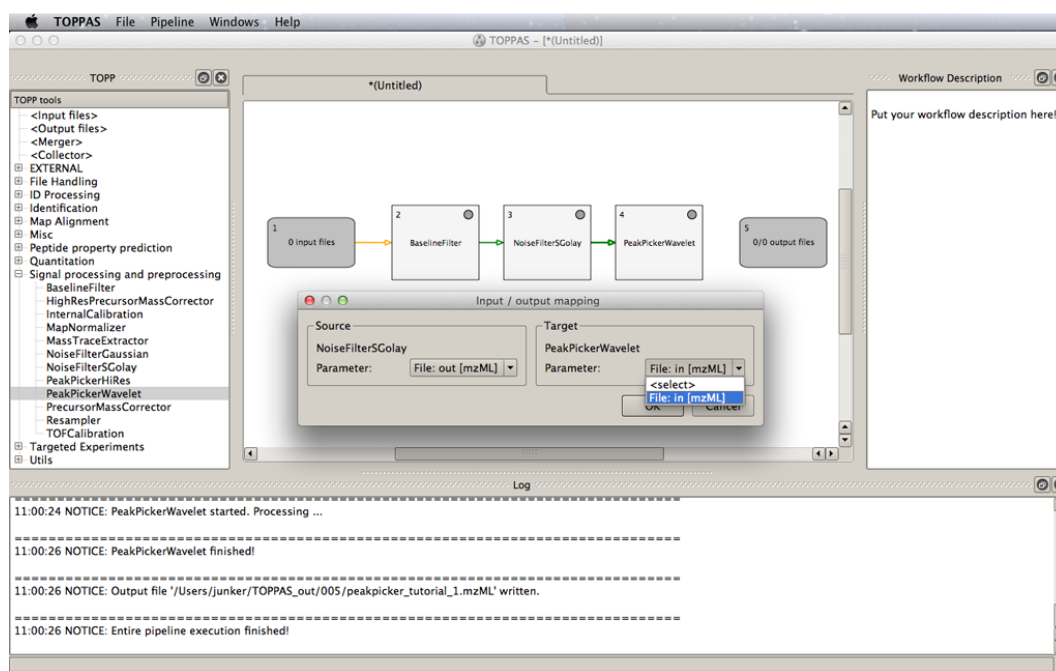 TOPPAS File Pipeline Windows Help
TOPPAS – [*(Untitled)]
TOPP
TOPP tools
<Input files>
<Output files>
<Merger>
<Collector>
EXTERNAL
File Handling
ID Processing
Identification
Map Alignment
Misc
Peptide property prediction
Quantitation
Signal processing and preprocessing
BaselineFilter
HighResPrecursorMassCorrector
InternalCalibration
MapNormalizer
MassTraceExtractor
NoiseFilterGaussian
NoiseFilterSGolay
PeakPickerHiRes
PeakPickerWavelet
PrecursorMassCorrector
Resampler
TOFCalibration
Targeted Experiments
Utils
*(Untitled)
1
0 input files
2
BaselineFilter
3
NoiseFilterSGolay
4
PeakPickerWavelet
5
0/0 output files
Input / output mapping
Source
NoiseFilterSGolay
Parameter: File: out [mzML]
Target
PeakPickerWavelet
Parameter: File: in [mzML]
<select>
File: in [mzML]
OK Cancel
Workflow Description
Put your workflow description here!
Log
==================================================================================
11:00:24 NOTICE: PeakPickerWavelet started. Processing ...
==================================================================================
11:00:26 NOTICE: PeakPickerWavelet finished!
==================================================================================
11:00:26 NOTICE: Output file '/Users/junker/TOPPAS_out/005/peakpicker_tutorial_1.mzML' written.
==================================================================================
11:00:26 NOTICE: Entire pipeline execution finished!